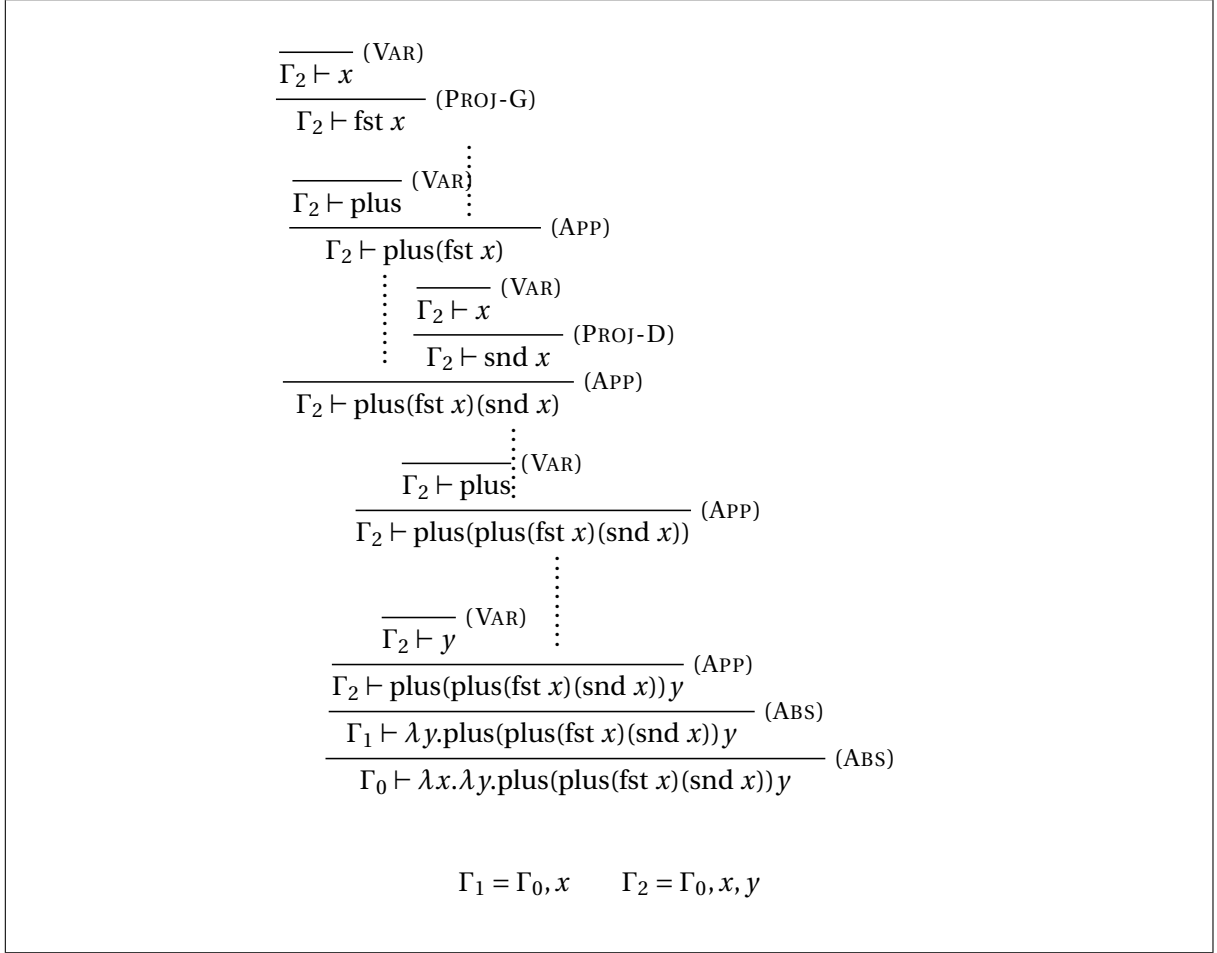 (VAR)
Γ₂ ⊢ x
(PROJ-G)
Γ₂ ⊢ fst x
(VAR)
Γ₂ ⊢ plus
(APP)
Γ₂ ⊢ plus(fst x)
(VAR)
Γ₂ ⊢ x
(PROJ-D)
Γ₂ ⊢ snd x
(APP)
Γ₂ ⊢ plus(fst x)(snd x)
(VAR)
Γ₂ ⊢ plus
(APP)
Γ₂ ⊢ plus(plus(fst x)(snd x))
(VAR)
Γ₂ ⊢ y
(APP)
Γ₂ ⊢ plus(plus(fst x)(snd x))y
(ABS)
Γ₁ ⊢ λy.plus(plus(fst x)(snd x))y
(ABS)
Γ₀ ⊢ λx.λy.plus(plus(fst x)(snd x))y
Γ₁ = Γ₀, x Γ₂ = Γ₀, x, y